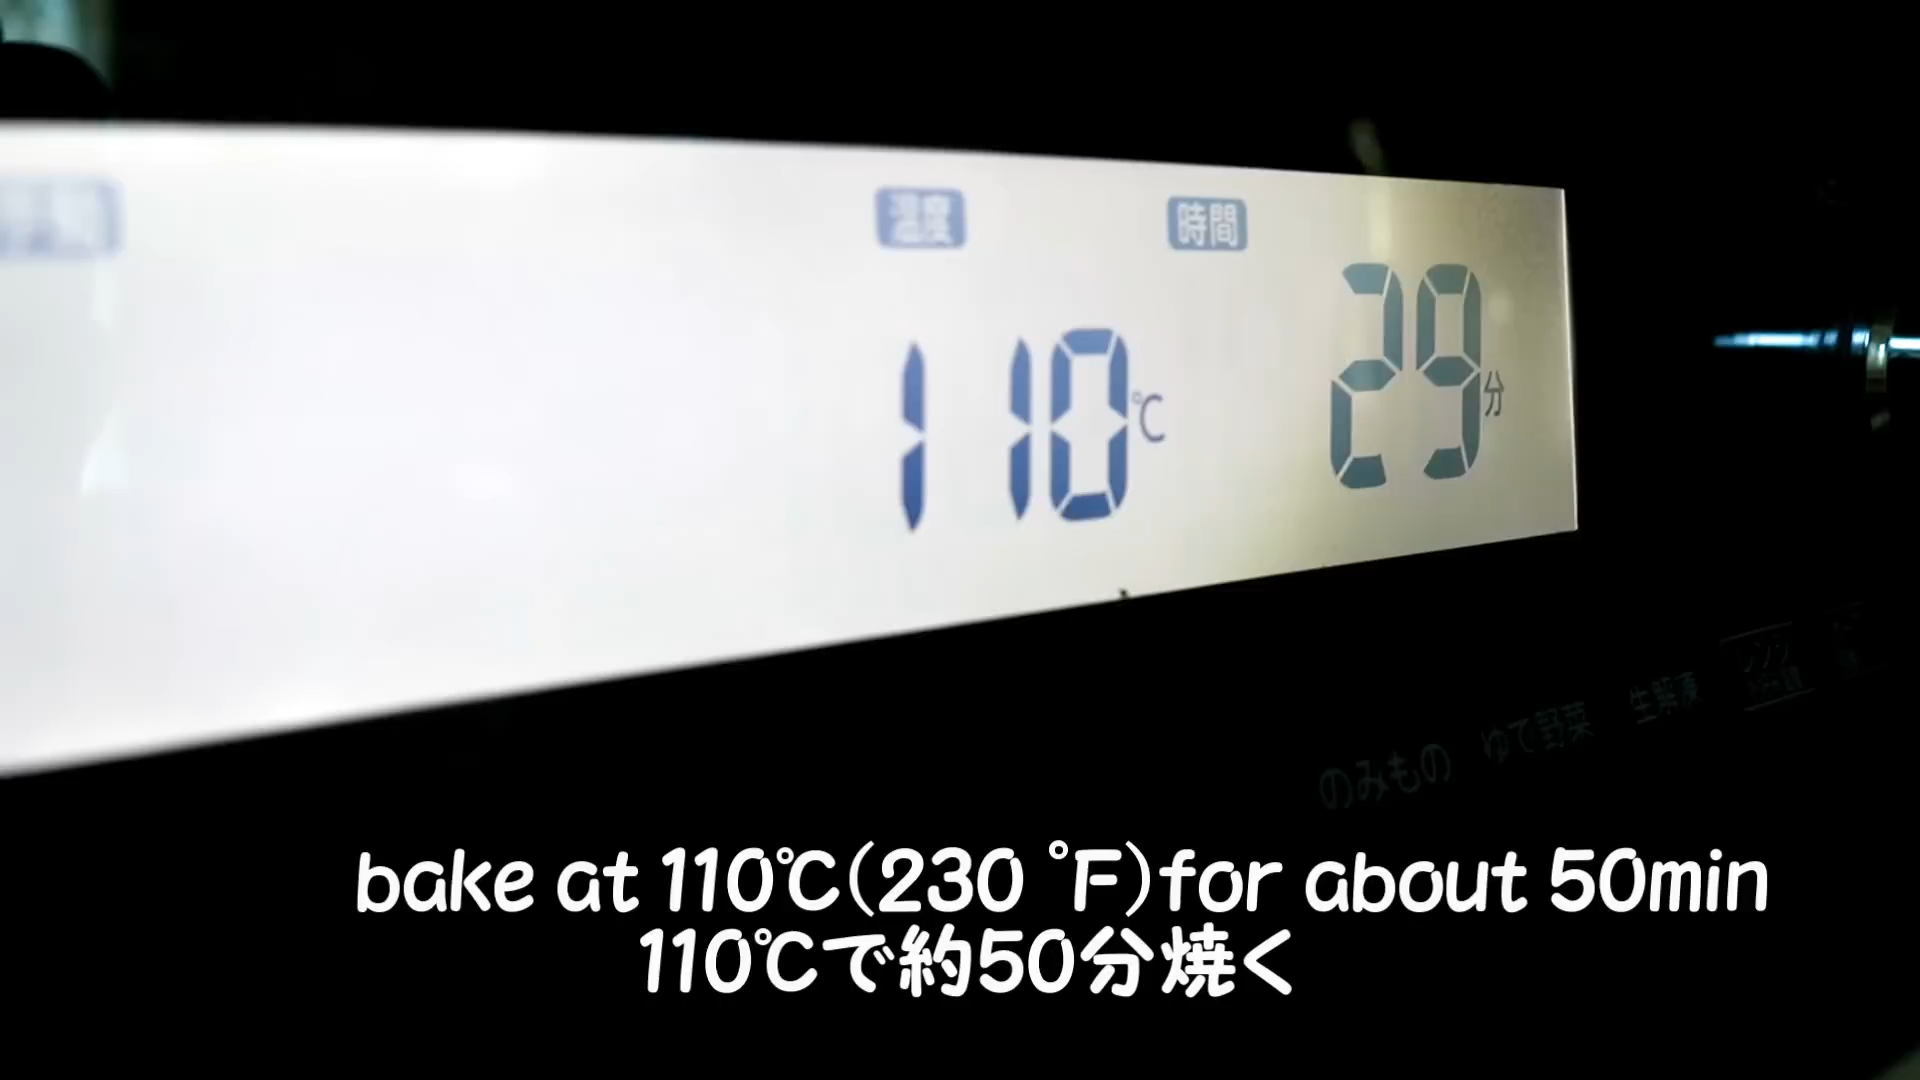 温度
時間
110℃
29分
のみもの ゆで野菜 生解凍
bake at 110℃(230 °F)for about 50min
110℃で約50分焼く